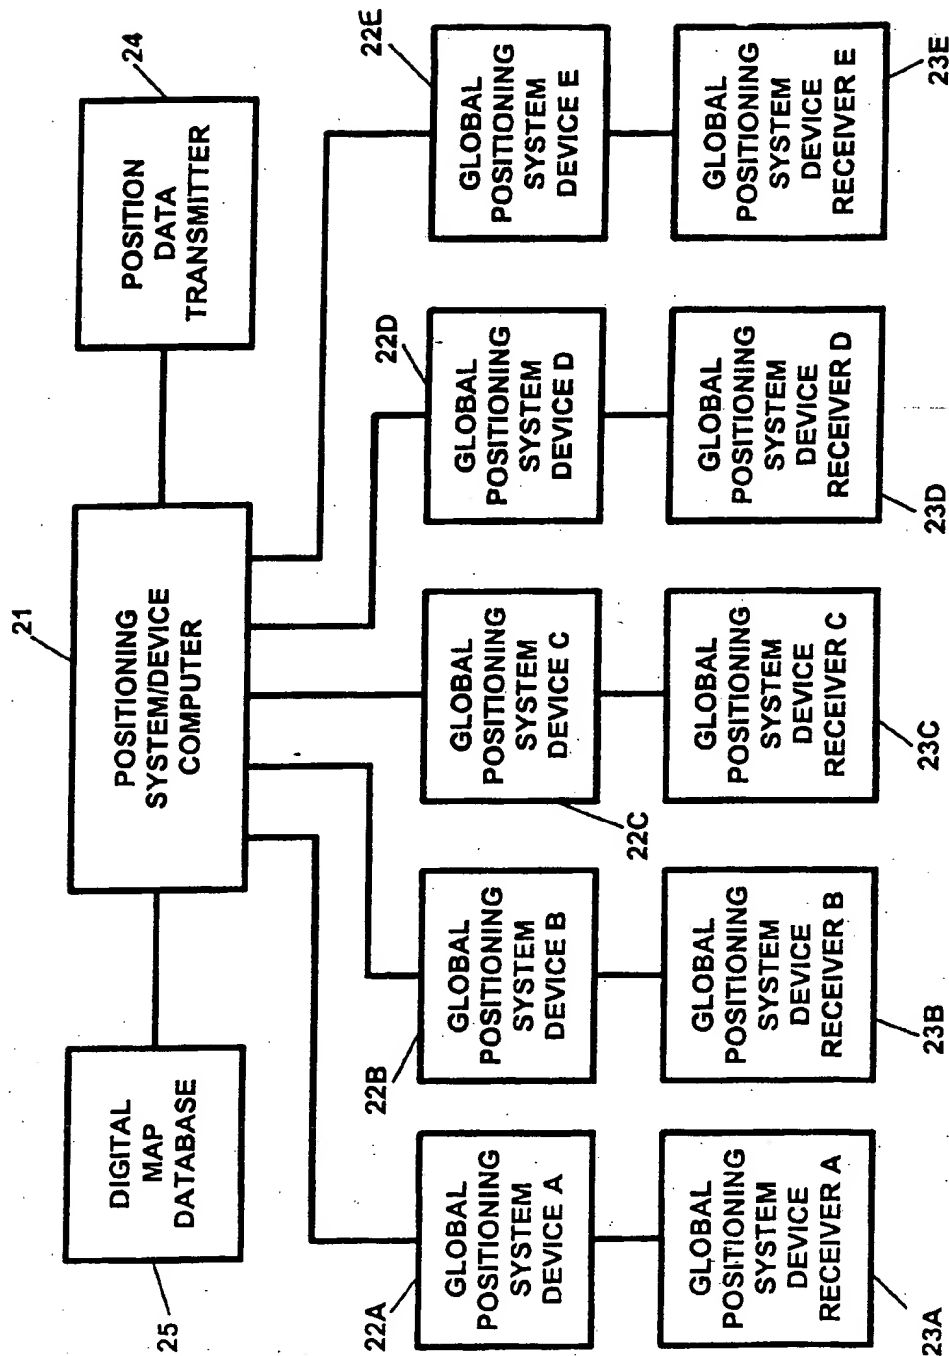 21
24
25
DIGITAL
MAP
DATABASE
POSITIONING
SYSTEM/DEVICE
COMPUTER
POSITION
DATA
TRANSMITTER
22A
GLOBAL
POSITIONING
SYSTEM
DEVICE A
22B
GLOBAL
POSITIONING
SYSTEM
DEVICE B
22C
GLOBAL
POSITIONING
SYSTEM
DEVICE C
22D
GLOBAL
POSITIONING
SYSTEM
DEVICE D
22E
GLOBAL
POSITIONING
SYSTEM
DEVICE E
GLOBAL
POSITIONING
SYSTEM
DEVICE
RECEIVER A
23A
GLOBAL
POSITIONING
SYSTEM
DEVICE
RECEIVER B
23B
GLOBAL
POSITIONING
SYSTEM
DEVICE
RECEIVER C
23C
GLOBAL
POSITIONING
SYSTEM
DEVICE
RECEIVER D
23D
GLOBAL
POSITIONING
SYSTEM
DEVICE
RECEIVER E
23E